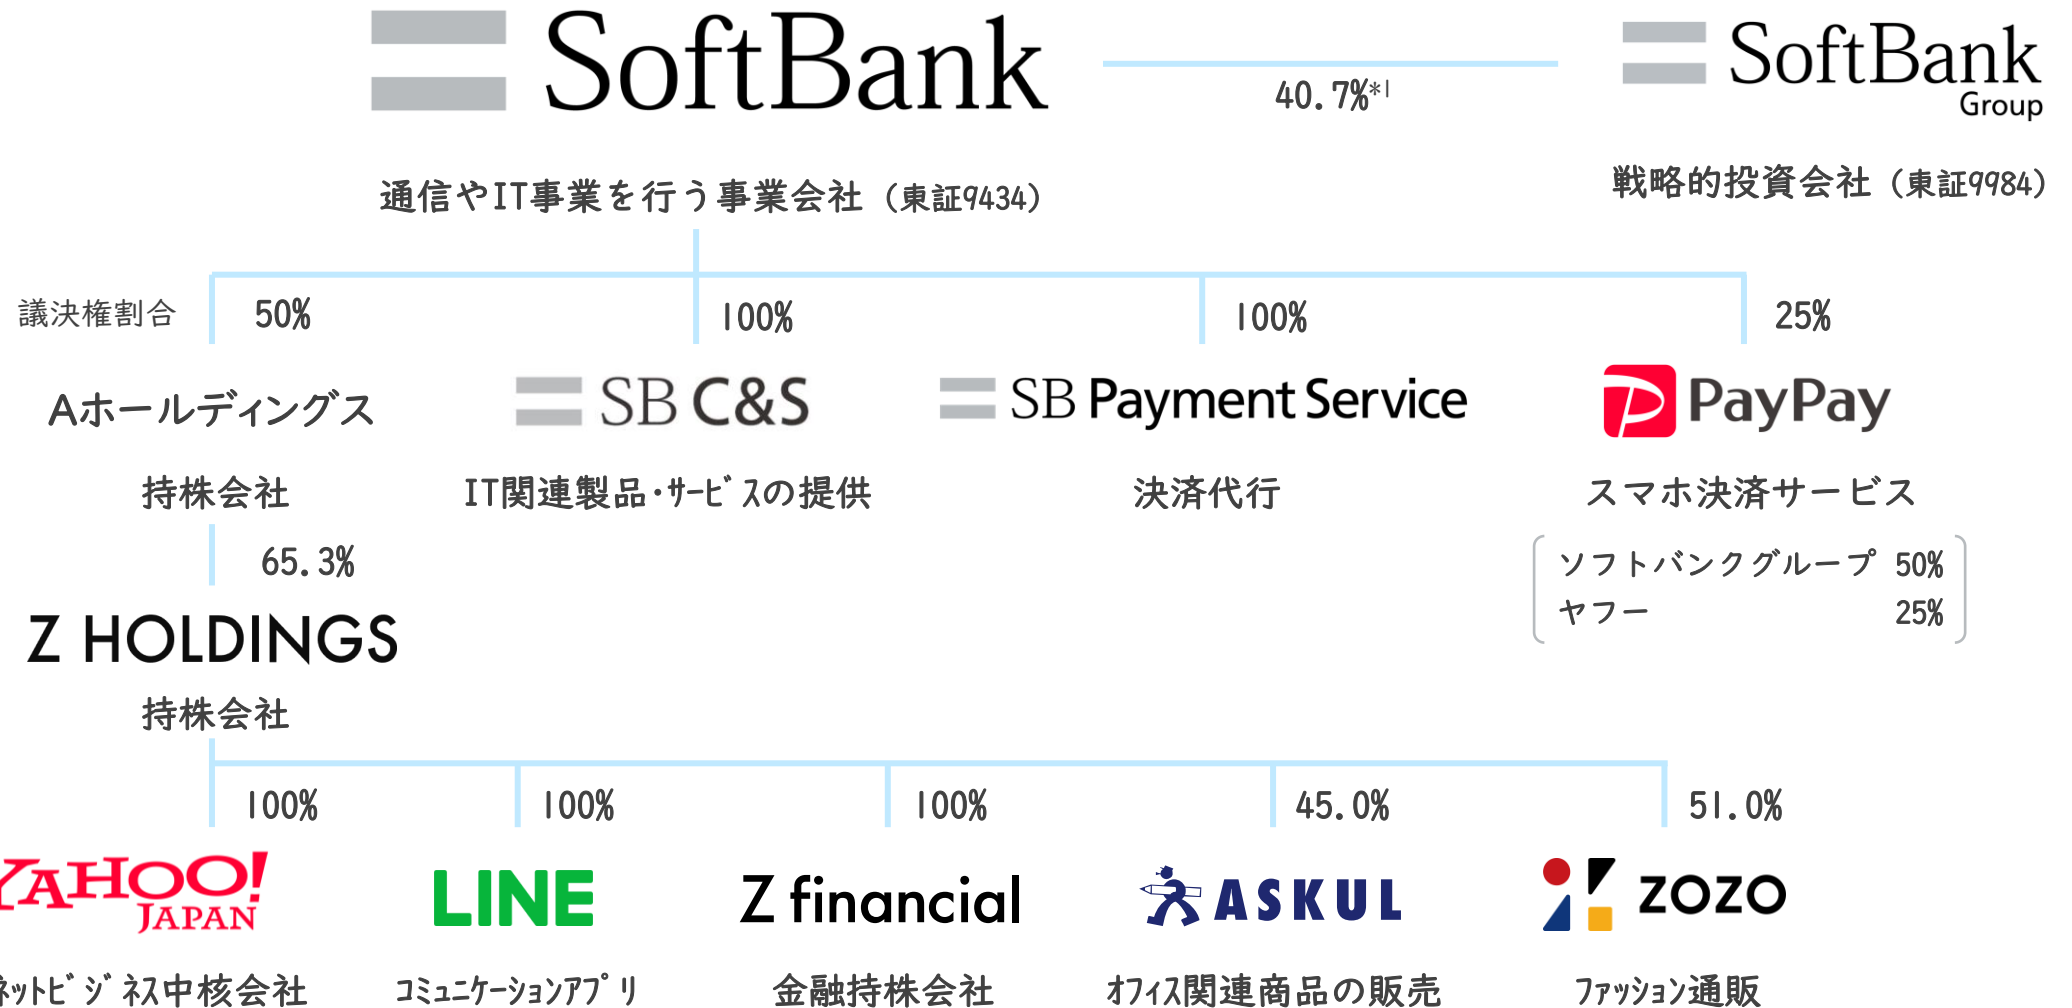 SoftBank
40.7%*1
SoftBank
Group
通信やIT事業を行う事業会社（東証9434）
戦略的投資会社（東証9984）
議決権割合 50% 100% 100% 25%
Aホールディングス
SB C&S
SB Payment Service
PayPay
持株会社
IT関連製品・サービスの提供
決済代行
スマホ決済サービス
65.3%
ソフトバンクグループ 50%
ヤフー 25%
Z HOLDINGS
持株会社
100% 100% 100% 45.0% 51.0%
YAHOO!
JAPAN
LINE
Z financial
ASKUL
ZOZO
ネットビジネス中核会社
コミュニケーションアプリ
金融持株会社
オフィス関連商品の販売
ファッション通販